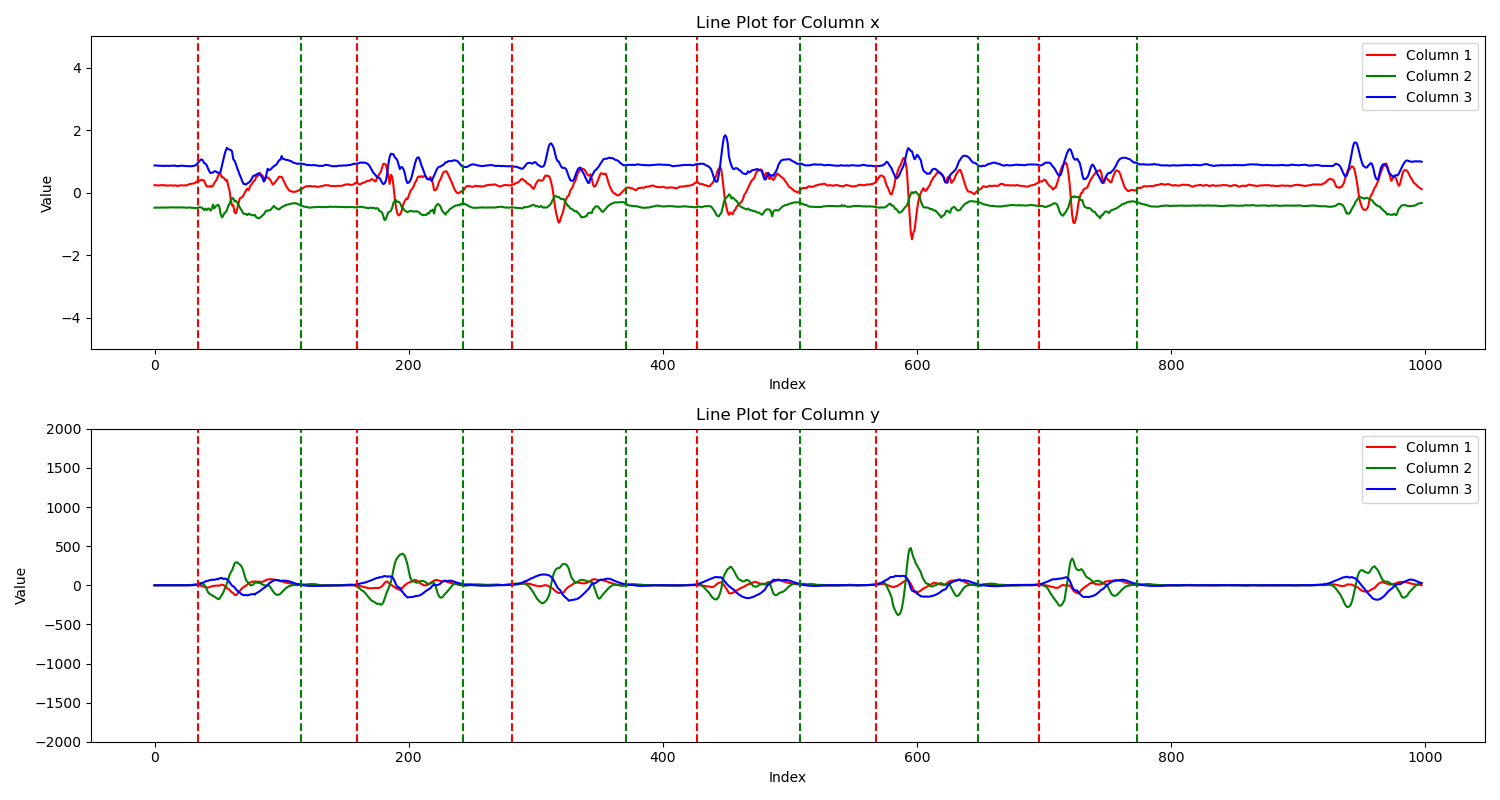 Line Plot for Column x
Value
4
2
0
−2
−4
Column 1
Column 2
Column 3
0 200 400 600 800 1000
Index
Line Plot for Column y
Value
2000
1500
1000
500
0
−500
−1000
−1500
−2000
Column 1
Column 2
Column 3
0 200 400 600 800 1000
Index